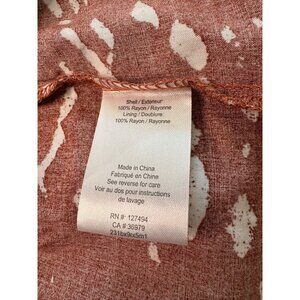 Shell / Extérieur:
100% Rayon / Rayonne
Lining / Doublure:
100% Rayon / Rayonne
Made in China
Fabriqué en Chine
See reverse for care
Voir au dos pour instructions
de lavage
RN #: 127494
CA #: 36979